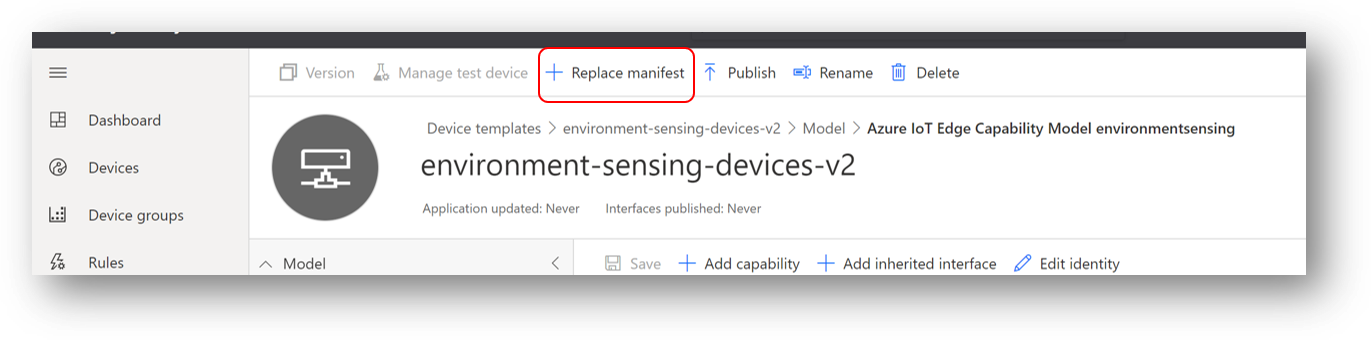 Version Manage test device Replace manifest Publish Rename Delete
Dashboard
Devices
Device groups
Rules
Device templates > environment-sensing-devices-v2 > Model > Azure IoT Edge Capability Model environmentsensing
environment-sensing-devices-v2
Application updated: Never Interfaces published: Never
Model
Save Add capability Add inherited interface Edit identity